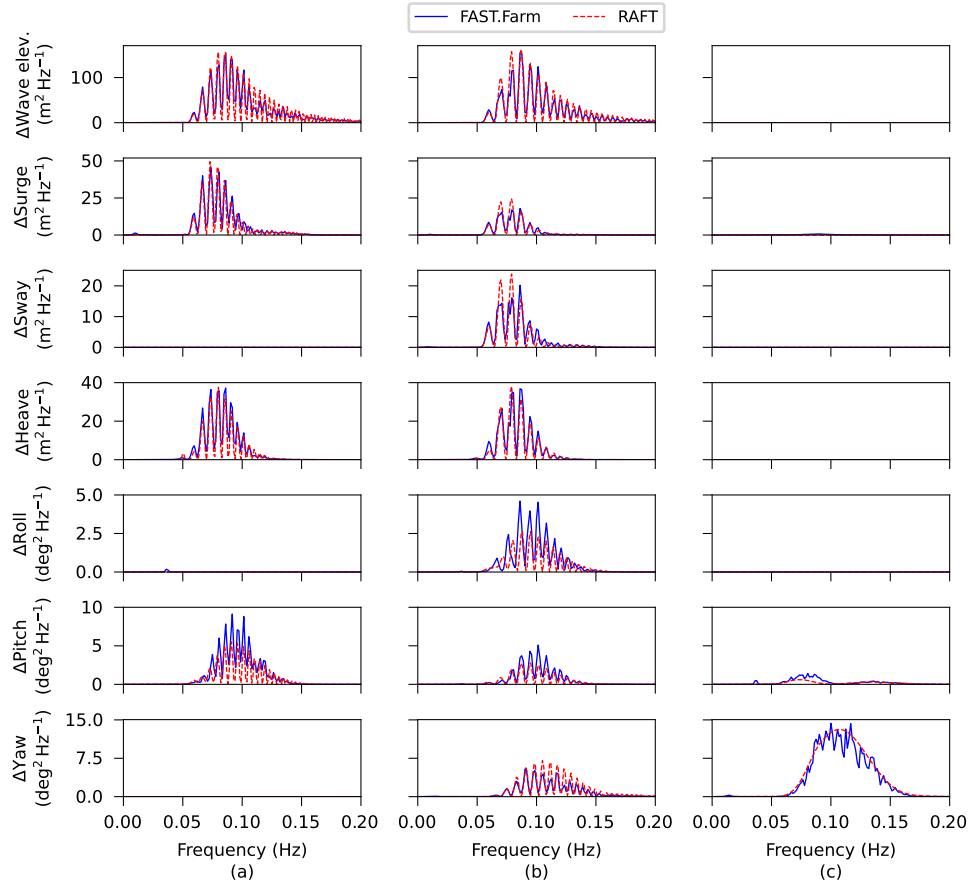 FAST.Farm RAFT
ΔWave elev.
(m² Hz⁻¹)
100
0
ΔSurge
(m² Hz⁻¹)
50
25
0
ΔSway
(m² Hz⁻¹)
20
10
0
ΔHeave
(m² Hz⁻¹)
40
20
0
ΔRoll
(deg² Hz⁻¹)
5.0
2.5
0.0
ΔPitch
(deg² Hz⁻¹)
10
5
0
ΔYaw
(deg² Hz⁻¹)
15.0
7.5
0.0
0.00 0.05 0.10 0.15 0.20 0.00 0.05 0.10 0.15 0.20 0.00 0.05 0.10 0.15 0.20
Frequency (Hz) Frequency (Hz) Frequency (Hz)
(a) (b) (c)